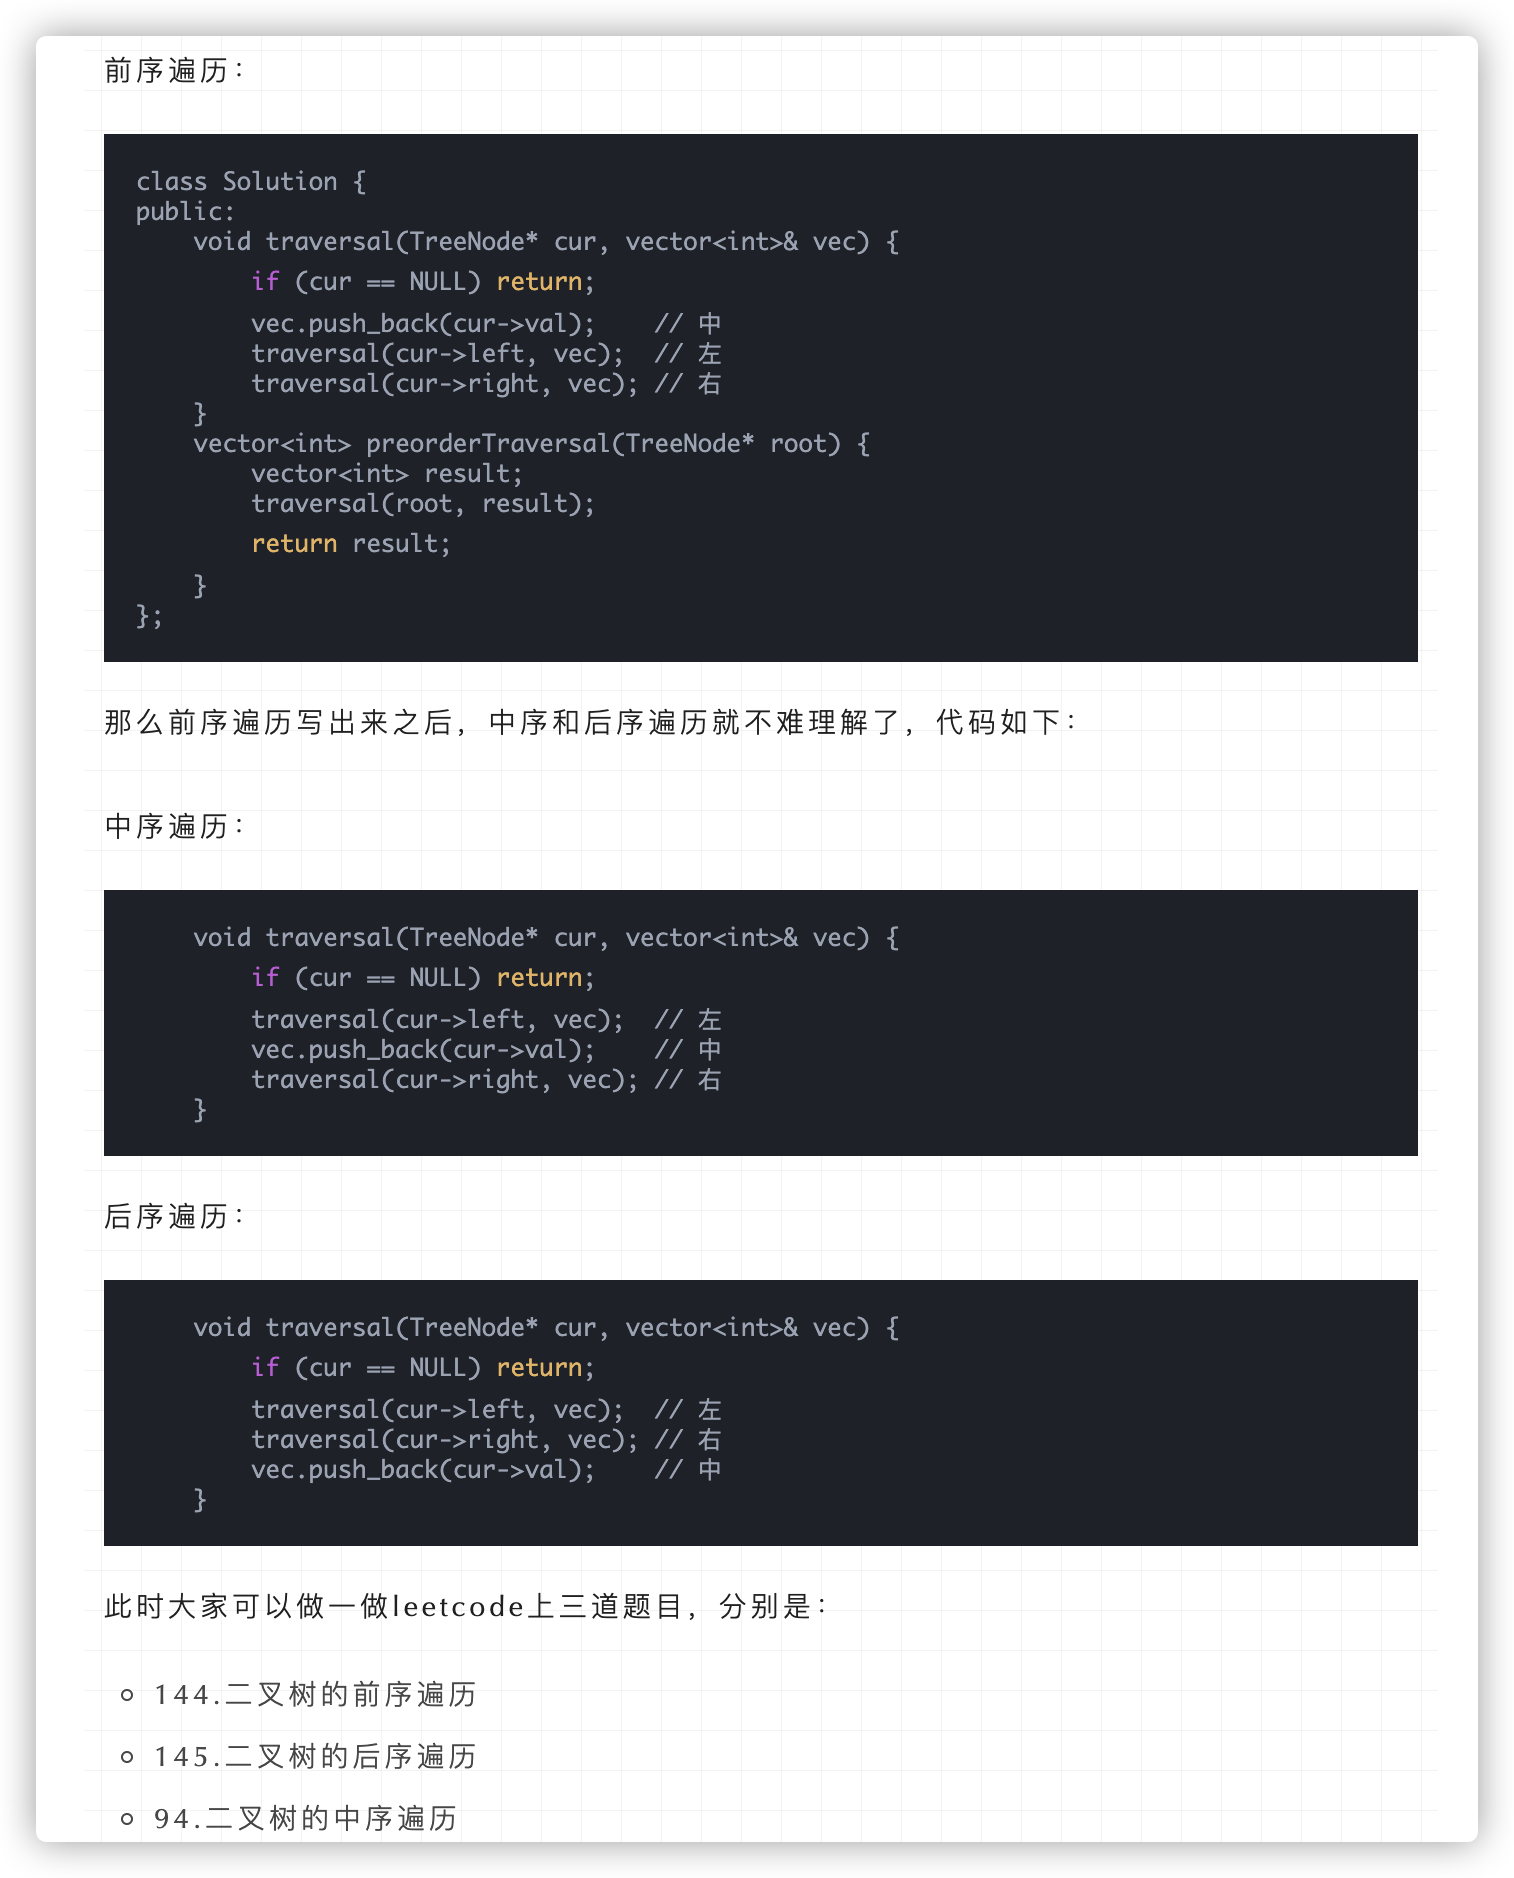 前序遍历：
class Solution {
public:
    void traversal(TreeNode* cur, vector<int>& vec) {
        if (cur == NULL) return;
        vec.push_back(cur->val);    // 中
        traversal(cur->left, vec);  // 左
        traversal(cur->right, vec); // 右
    }
    vector<int> preorderTraversal(TreeNode* root) {
        vector<int> result;
        traversal(root, result);
        return result;
    }
};
那么前序遍历写出来之后，中序和后序遍历就不难理解了，代码如下：
中序遍历：
    void traversal(TreeNode* cur, vector<int>& vec) {
        if (cur == NULL) return;
        traversal(cur->left, vec);  // 左
        vec.push_back(cur->val);    // 中
        traversal(cur->right, vec); // 右
    }
后序遍历：
    void traversal(TreeNode* cur, vector<int>& vec) {
        if (cur == NULL) return;
        traversal(cur->left, vec);  // 左
        traversal(cur->right, vec); // 右
        vec.push_back(cur->val);    // 中
    }
此时大家可以做一做leetcode上三道题目，分别是：
144.二叉树的前序遍历
145.二叉树的后序遍历
94.二叉树的中序遍历